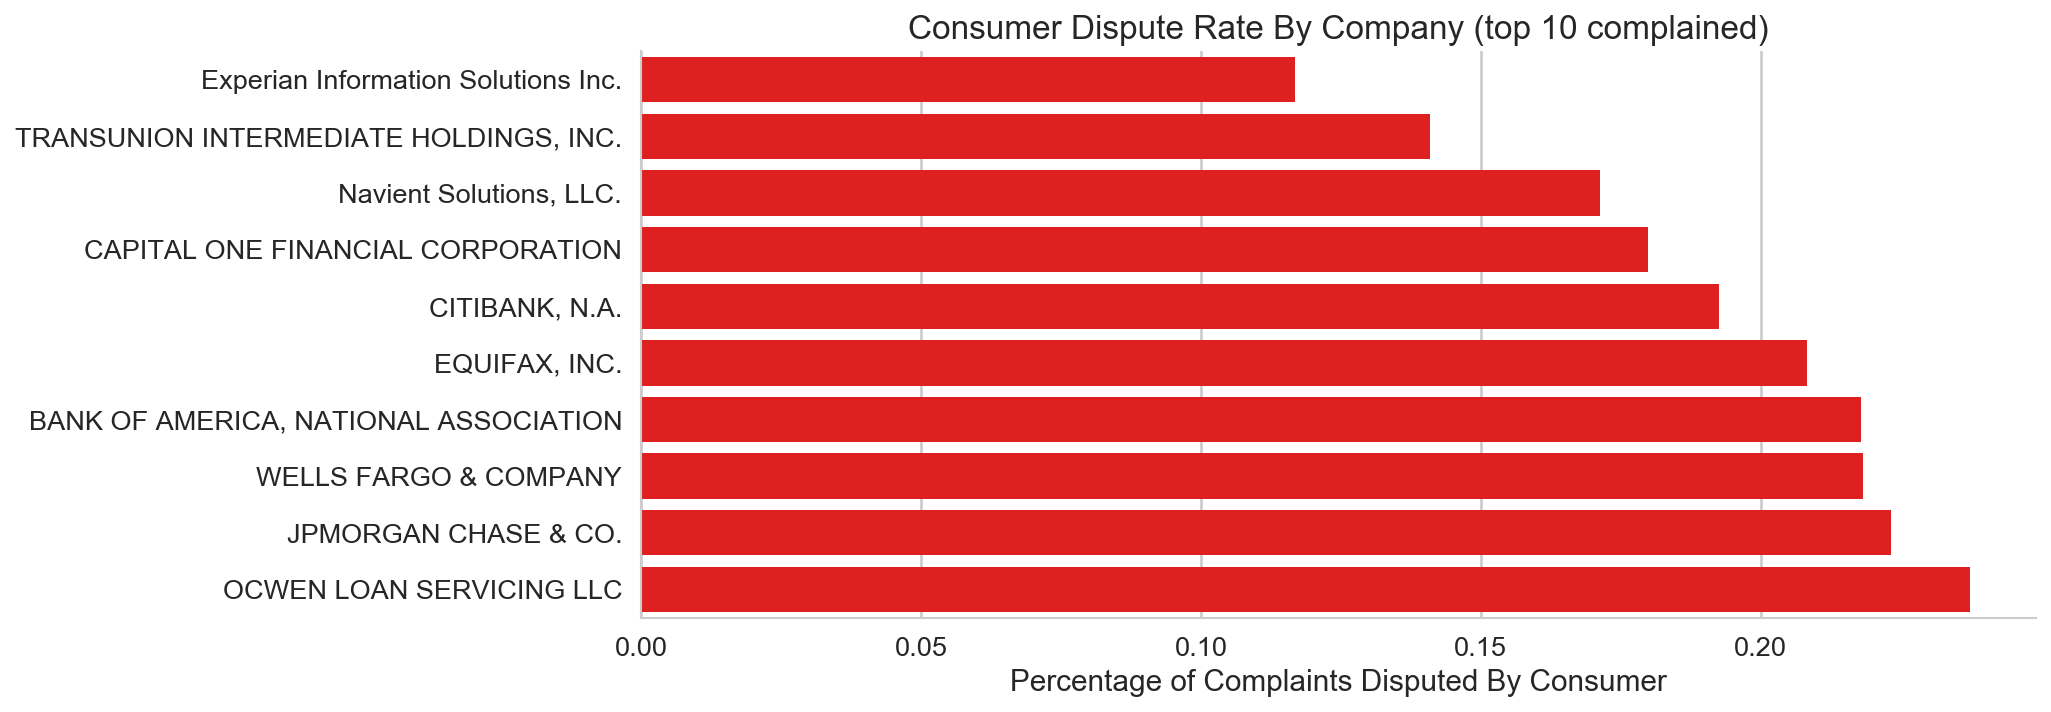 Consumer Dispute Rate By Company (top 10 complained)
Experian Information Solutions Inc.
TRANSUNION INTERMEDIATE HOLDINGS, INC.
Navient Solutions, LLC.
CAPITAL ONE FINANCIAL CORPORATION
CITIBANK, N.A.
EQUIFAX, INC.
BANK OF AMERICA, NATIONAL ASSOCIATION
WELLS FARGO & COMPANY
JPMORGAN CHASE & CO.
OCWEN LOAN SERVICING LLC
0.00 0.05 0.10 0.15 0.20
Percentage of Complaints Disputed By Consumer